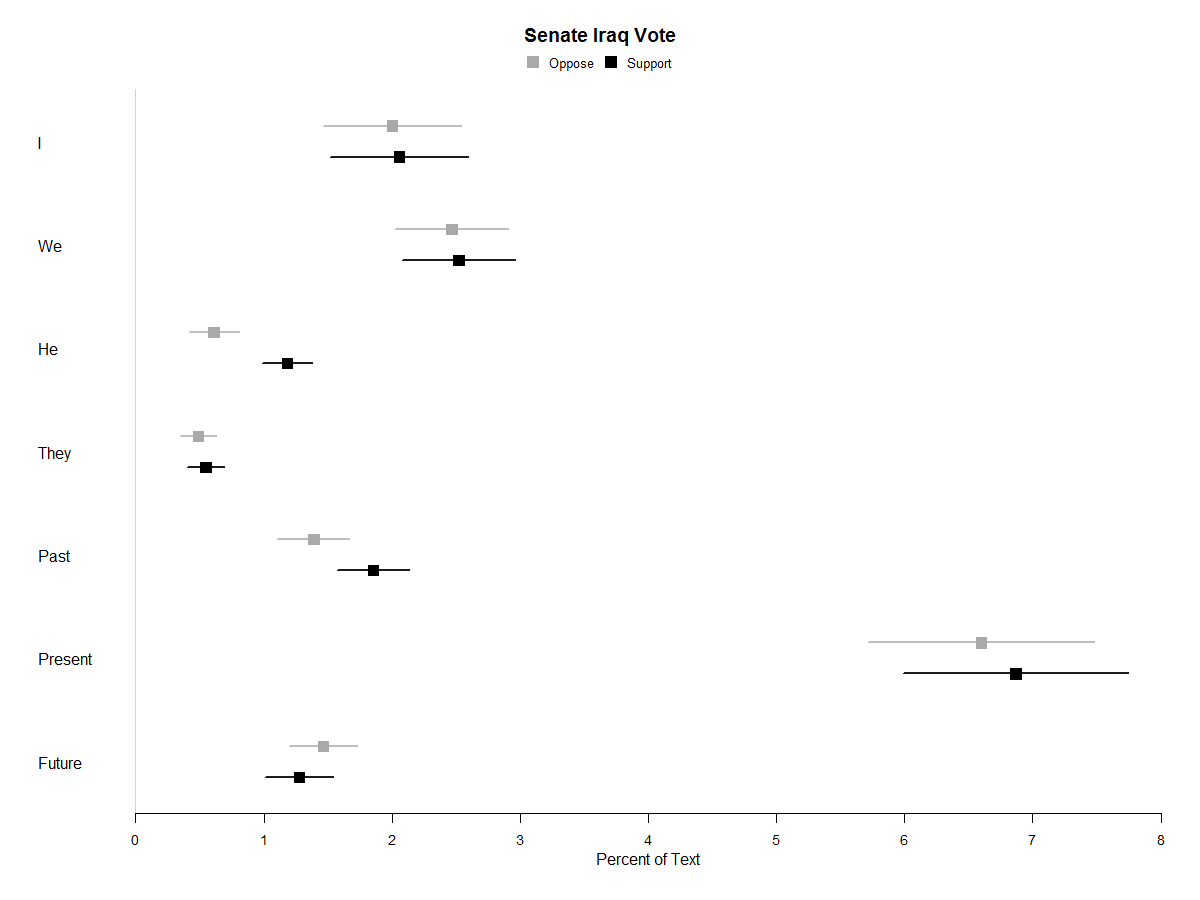 Senate Iraq Vote
Oppose Support
I
We
He
They
Past
Present
Future
0 1 2 3 4 5 6 7 8
Percent of Text